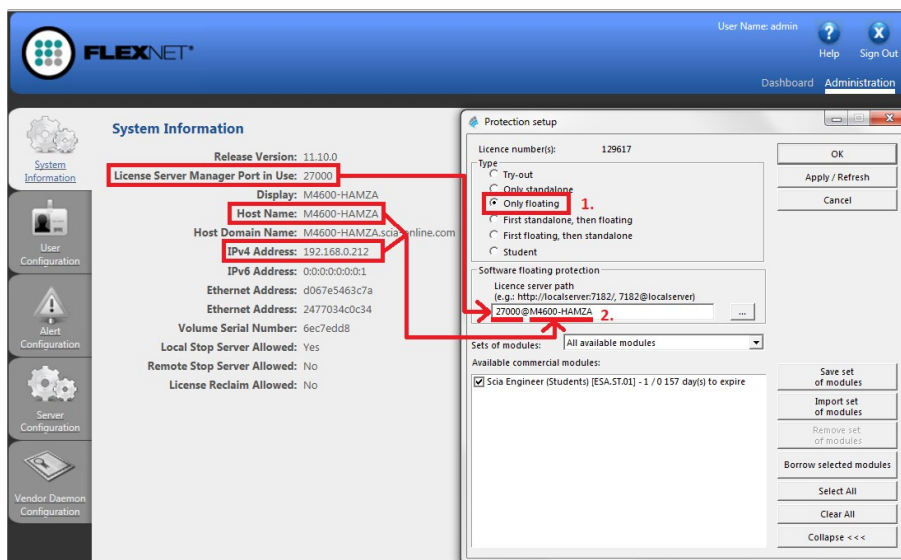 User Name: admin
FLEXNET
Help
Sign Out
Dashboard
Administration
System
Information
User
Configuration
Alert
Configuration
Server
Configuration
Vendor Daemon
Configuration
System Information
Release Version: 11.10.0
License Server Manager Port in Use: 27000
Display: M4600-HAMZA
Host Name: M4600-HAMZA
Host Domain Name: M4600-HAMZA.scia-online.com
IPv4 Address: 192.168.0.212
IPv6 Address: 0:0:0:0:0:0:0:1
Ethernet Address: d067e5463c7a
Ethernet Address: 2477034c0c34
Volume Serial Number: 6ec7edd8
Local Stop Server Allowed: Yes
Remote Stop Server Allowed: No
License Reclaim Allowed: No
Protection setup
Licence number(s): 129617
Type
Try-out
Only standalone
Only floating 1.
First standalone, then floating
First floating, then standalone
Student
Software floating protection
Licence server path
(e.g.: http://localserver:7182/, 7182@localserver)
27000@M4600-HAMZA
...
2.
Sets of modules: All available modules
Available commercial modules:
Scia Engineer (Students) [ESA.ST.01] - 1 / 0 157 day(s) to expire
OK
Apply / Refresh
Cancel
Save set
of modules
Import set
of modules
Remove set
of modules
Borrow selected modules
Select All
Clear All
Collapse <<<